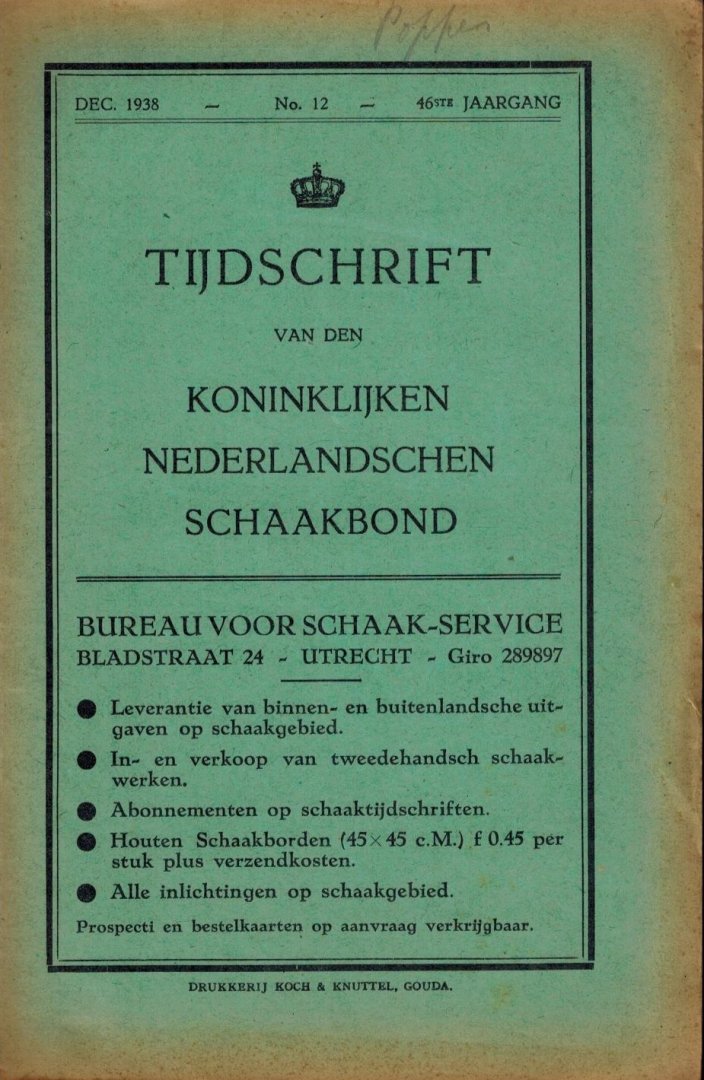 Poppen
DEC. 1938 — No. 12 — 46STE JAARGANG
TIJDSCHRIFT
VAN DEN
KONINKLIJKEN
NEDERLANDSCHEN
SCHAAKBOND
BUREAU VOOR SCHAAK-SERVICE
BLADSTRAAT 24 - UTRECHT - Giro 289897
● Leverantie van binnen- en buitenlandsche uit-
gaven op schaakgebied.
● In- en verkoop van tweedehandsch schaak-
werken.
● Abonnementen op schaaktijdschriften.
● Houten Schaakborden (45×45 c.M.) f 0.45 per
stuk plus verzendkosten.
● Alle inlichtingen op schaakgebied.
Prospecti en bestelkaarten op aanvraag verkrijgbaar.
DRUKKERIJ KOCH & KNUTTEL, GOUDA.